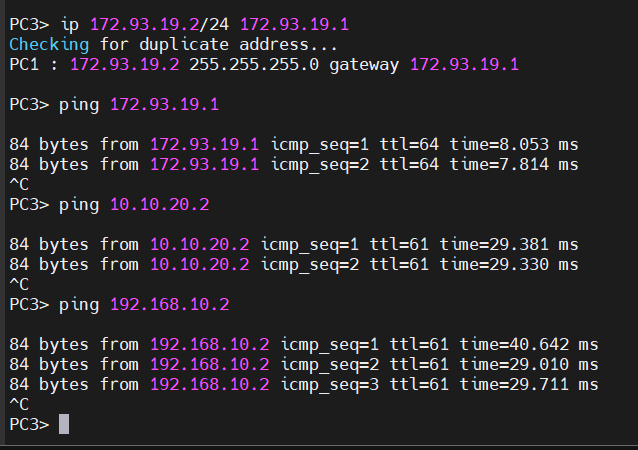 PC3> ip 172.93.19.2/24 172.93.19.1
Checking for duplicate address...
PC1 : 172.93.19.2 255.255.255.0 gateway 172.93.19.1
PC3> ping 172.93.19.1
84 bytes from 172.93.19.1 icmp_seq=1 ttl=64 time=8.053 ms
84 bytes from 172.93.19.1 icmp_seq=2 ttl=64 time=7.814 ms
^C
PC3> ping 10.10.20.2
84 bytes from 10.10.20.2 icmp_seq=1 ttl=61 time=29.381 ms
84 bytes from 10.10.20.2 icmp_seq=2 ttl=61 time=29.330 ms
^C
PC3> ping 192.168.10.2
84 bytes from 192.168.10.2 icmp_seq=1 ttl=61 time=40.642 ms
84 bytes from 192.168.10.2 icmp_seq=2 ttl=61 time=29.010 ms
84 bytes from 192.168.10.2 icmp_seq=3 ttl=61 time=29.711 ms
^C
PC3>